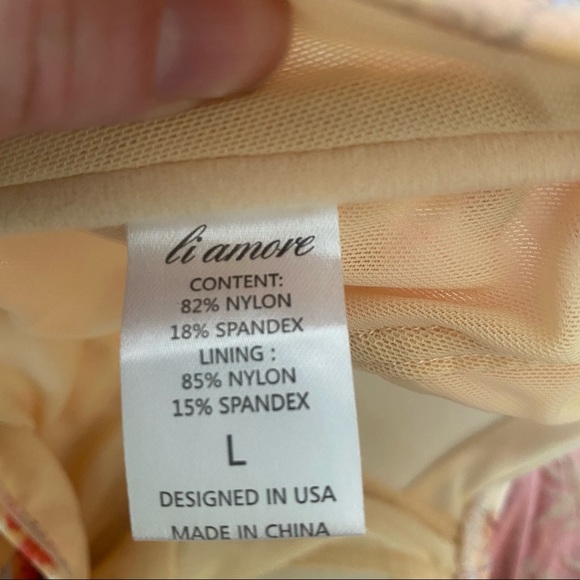 li amore
CONTENT:
82% NYLON
18% SPANDEX
LINING :
85% NYLON
15% SPANDEX
L
DESIGNED IN USA
MADE IN CHINA